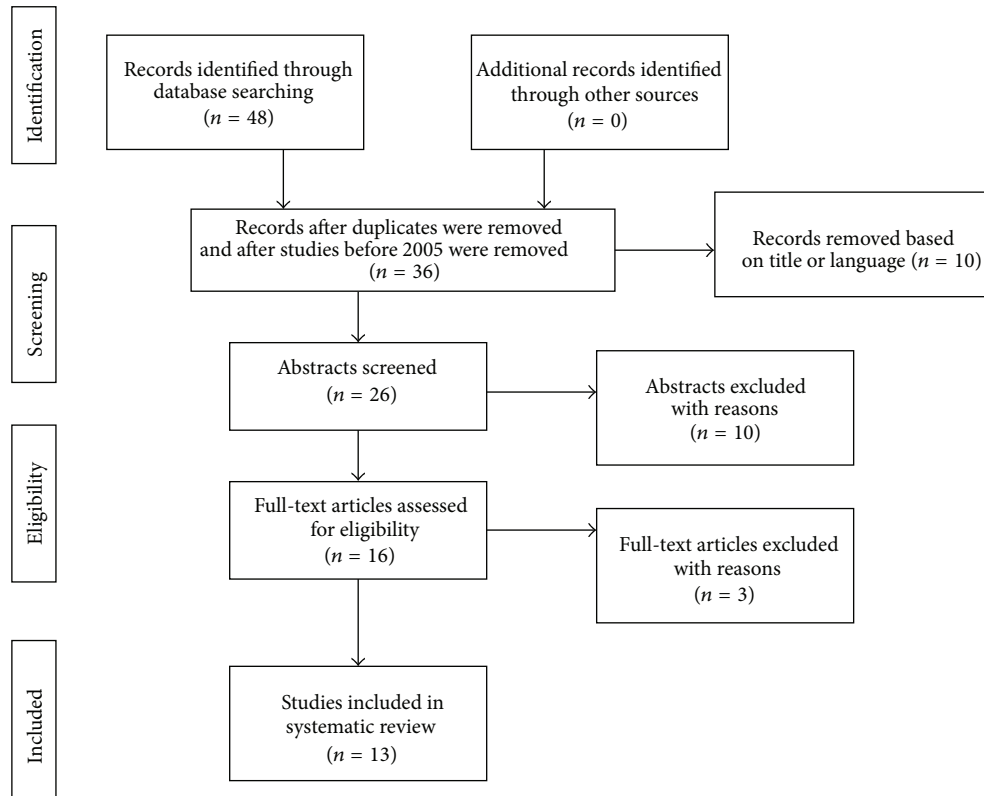 Identification
Records identified through
database searching
(n = 48)
Additional records identified
through other sources
(n = 0)
Screening
Records after duplicates were removed
and after studies before 2005 were removed
(n = 36)
Records removed based
on title or language (n = 10)
Abstracts screened
(n = 26)
Abstracts excluded
with reasons
(n = 10)
Eligibility
Full-text articles assessed
for eligibility
(n = 16)
Full-text articles excluded
with reasons
(n = 3)
Included
Studies included in
systematic review
(n = 13)